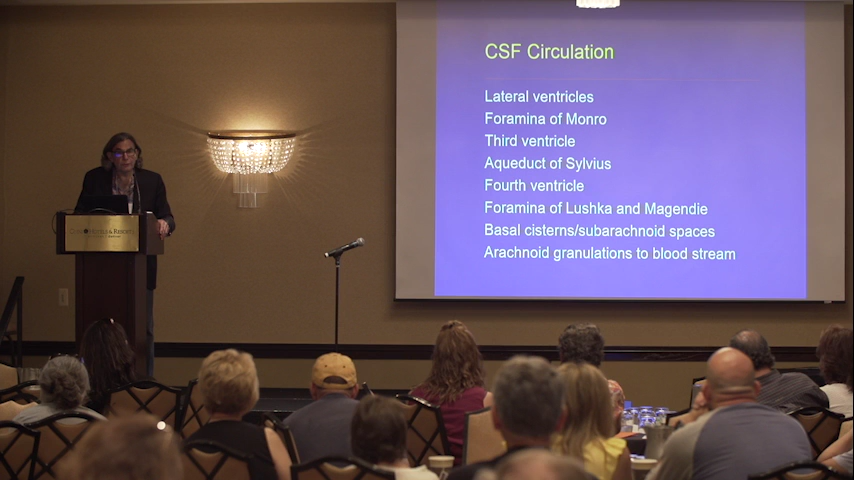 CSF Circulation
Lateral ventricles
Foramina of Monro
Third ventricle
Aqueduct of Sylvius
Fourth ventricle
Foramina of Lushka and Magendie
Basal cisterns/subarachnoid spaces
Arachnoid granulations to blood stream